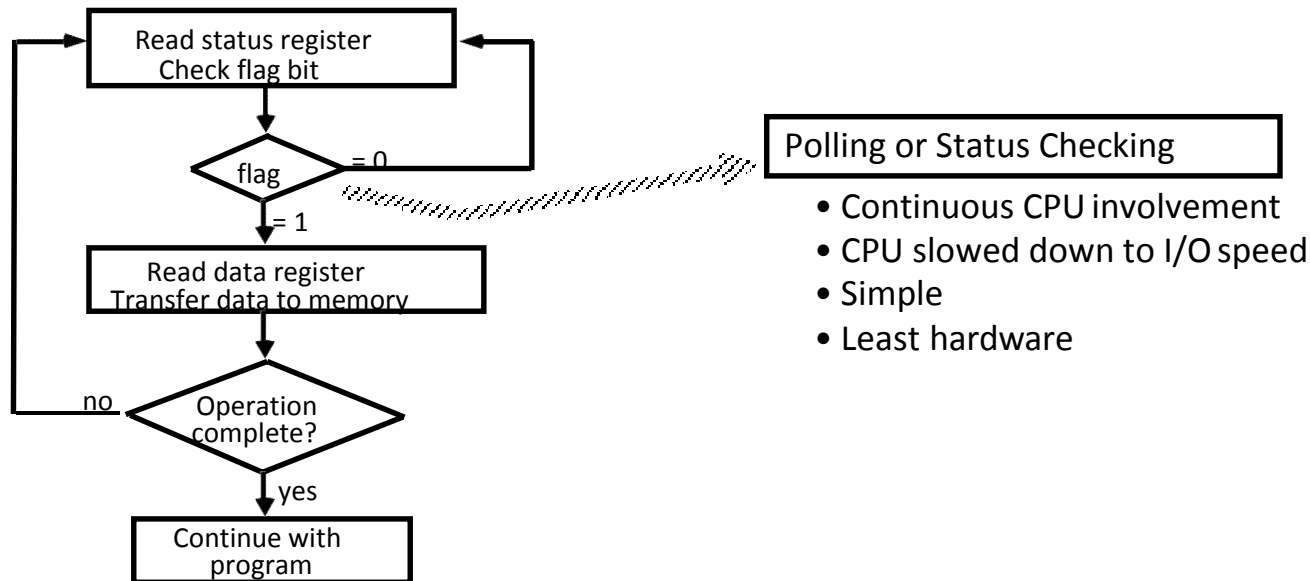 Read status register
Check flag bit
flag
= 0
= 1
Read data register
Transfer data to memory
no
Operation
complete?
yes
Continue with
program
Polling or Status Checking
• Continuous CPU involvement
• CPU slowed down to I/O speed
• Simple
• Least hardware